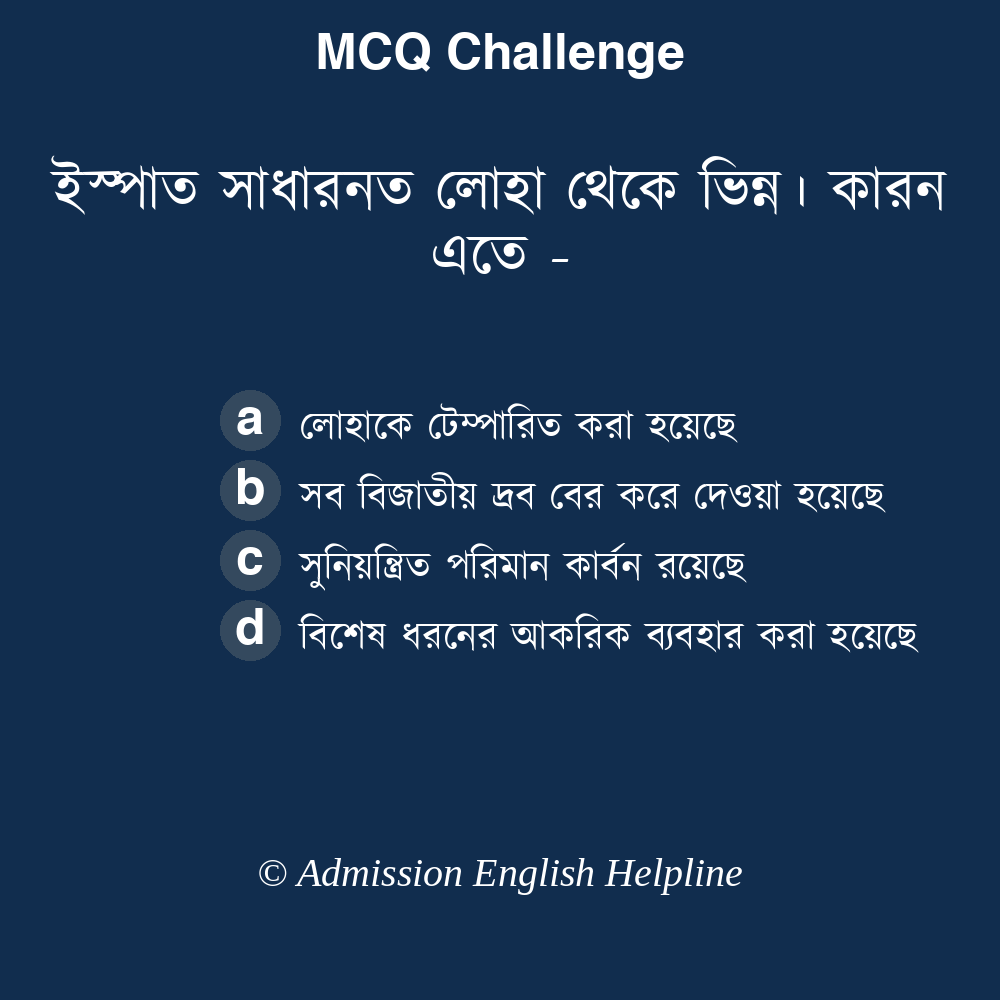 MCQ Challenge
ইস্পাত সাধারনত লোহা থেকে ভিন্ন। কারন
এতে -
a লোহাকে টেম্পারিত করা হয়েছে
b সব বিজাতীয় দ্রব বের করে দেওয়া হয়েছে
c সুনিয়ন্ত্রিত পরিমান কার্বন রয়েছে
d বিশেষ ধরনের আকরিক ব্যবহার করা হয়েছে
© Admission English Helpline